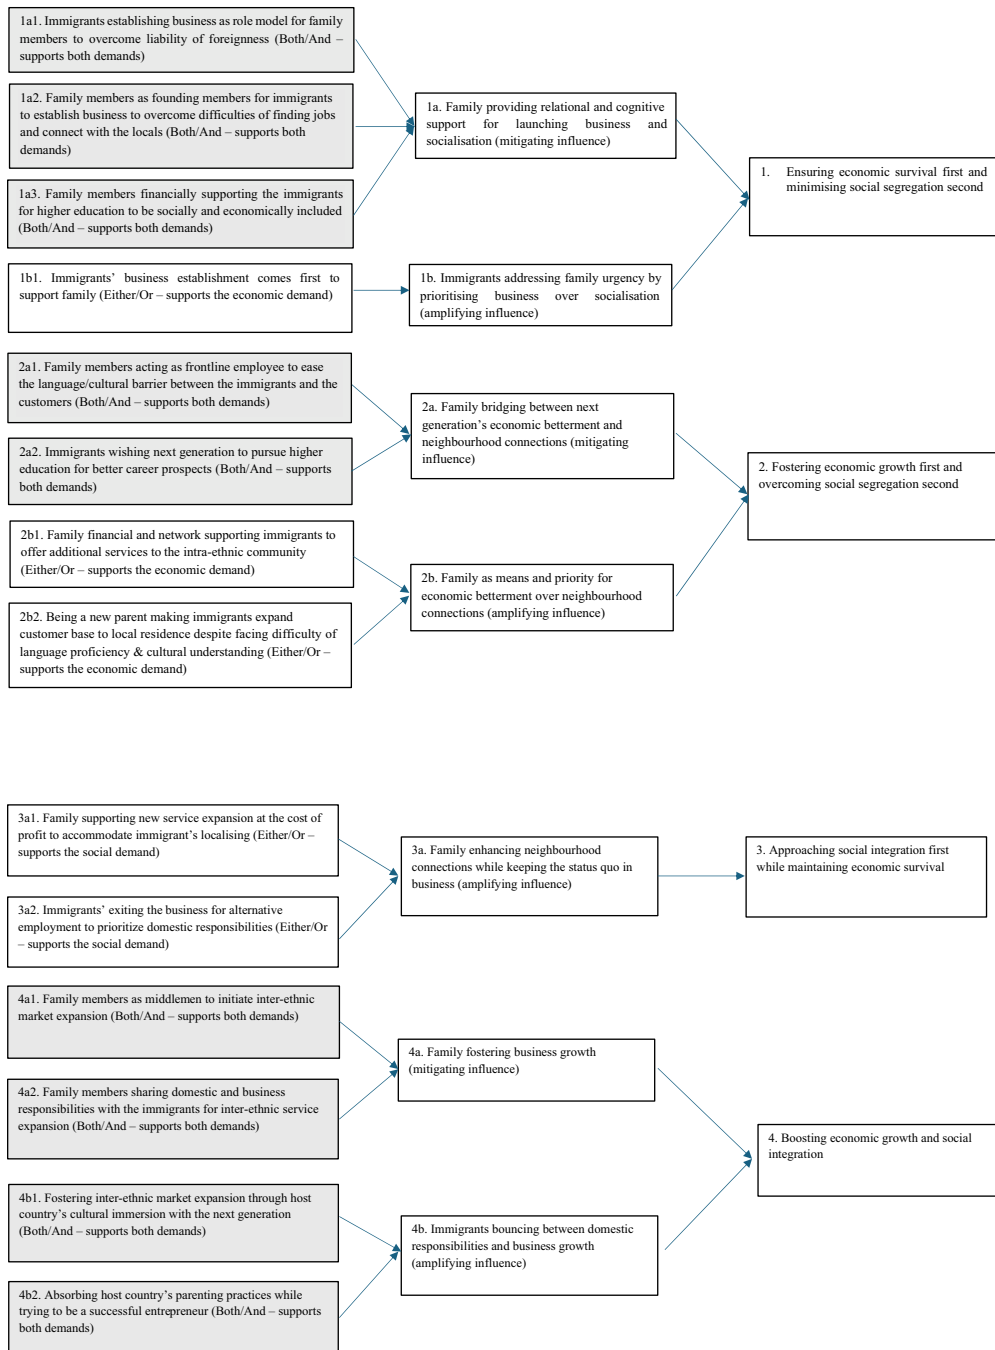 1a1. Immigrants establishing business as role model for family
members to overcome liability of foreignness (Both/And –
supports both demands)
1a2. Family members as founding members for immigrants
to establish business to overcome difficulties of finding jobs
and connect with the locals (Both/And – supports both
demands)
1a3. Family members financially supporting the immigrants
for higher education to be socially and economically included
(Both/And – supports both demands)
1a. Family providing relational and cognitive
support for launching business and
socialisation (mitigating influence)
1b1. Immigrants’ business establishment comes first to
support family (Either/Or – supports the economic demand)
1b. Immigrants addressing family urgency by
prioritising business over socialisation
(amplifying influence)
1. Ensuring economic survival first and
minimising social segregation second
2a1. Family members acting as frontline employee to ease
the language/cultural barrier between the immigrants and the
customers (Both/And – supports both demands)
2a2. Immigrants wishing next generation to pursue higher
education for better career prospects (Both/And – supports
both demands)
2a. Family bridging between next
generation’s economic betterment and
neighbourhood connections (mitigating
influence)
2b1. Family financial and network supporting immigrants to
offer additional services to the intra-ethnic community
(Either/Or – supports the economic demand)
2b2. Being a new parent making immigrants expand
customer base to local residence despite facing difficulty of
language proficiency & cultural understanding (Either/Or –
supports the economic demand)
2b. Family as means and priority for
economic betterment over neighbourhood
connections (amplifying influence)
2. Fostering economic growth first and
overcoming social segregation second
3a1. Family supporting new service expansion at the cost of
profit to accommodate immigrant’s localising (Either/Or –
supports the social demand)
3a2. Immigrants’ exiting the business for alternative
employment to prioritize domestic responsibilities (Either/Or
– supports the social demand)
3a. Family enhancing neighbourhood
connections while keeping the status quo in
business (amplifying influence)
3. Approaching social integration first
while maintaining economic survival
4a1. Family members as middlemen to initiate inter-ethnic
market expansion (Both/And – supports both demands)
4a2. Family members sharing domestic and business
responsibilities with the immigrants for inter-ethnic service
expansion (Both/And – supports both demands)
4a. Family fostering business growth
(mitigating influence)
4b1. Fostering inter-ethnic market expansion through host
country’s cultural immersion with the next generation
(Both/And – supports both demands)
4b2. Absorbing host country’s parenting practices while
trying to be a successful entrepreneur (Both/And – supports
both demands)
4b. Immigrants bouncing between domestic
responsibilities and business growth
(amplifying influence)
4. Boosting economic growth and social
integration